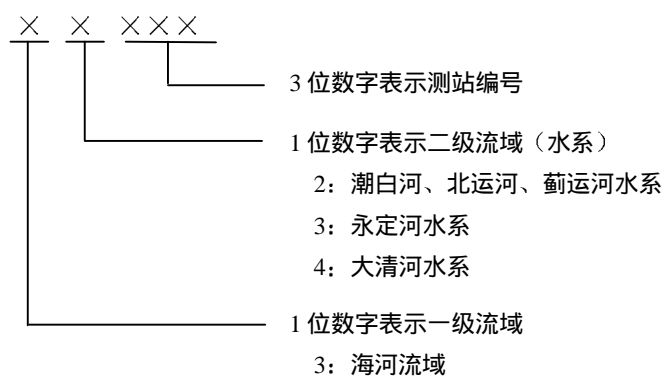 × × ×××
3 位数字表示测站编号
1 位数字表示二级流域（水系）
2：潮白河、北运河、蓟运河水系
3：永定河水系
4：大清河水系
1 位数字表示一级流域
3：海河流域